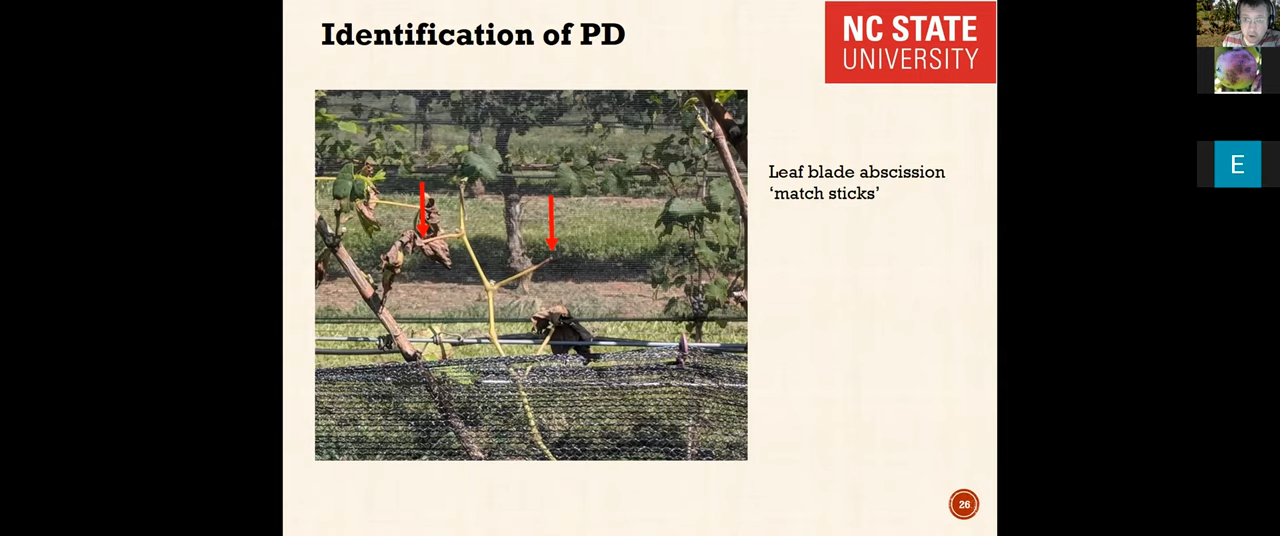 Identification of PD
NC STATE
UNIVERSITY
Leaf blade abscission
‘match sticks’
E
26